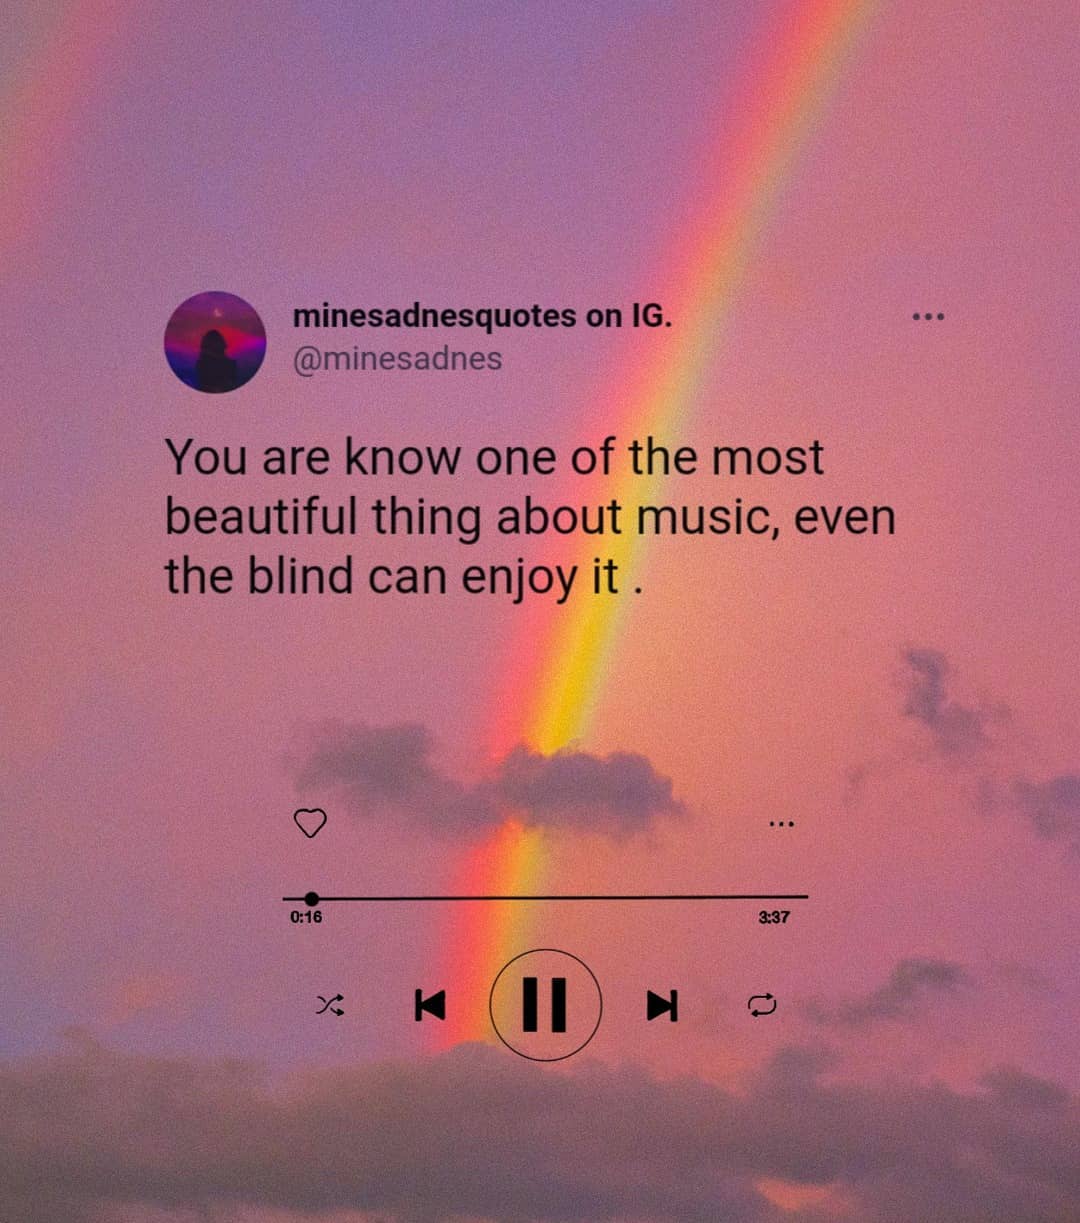 minesadnesquotes on IG.
@minesadnes
You are know one of the most
beautiful thing about music, even
the blind can enjoy it .
0:16
3:37